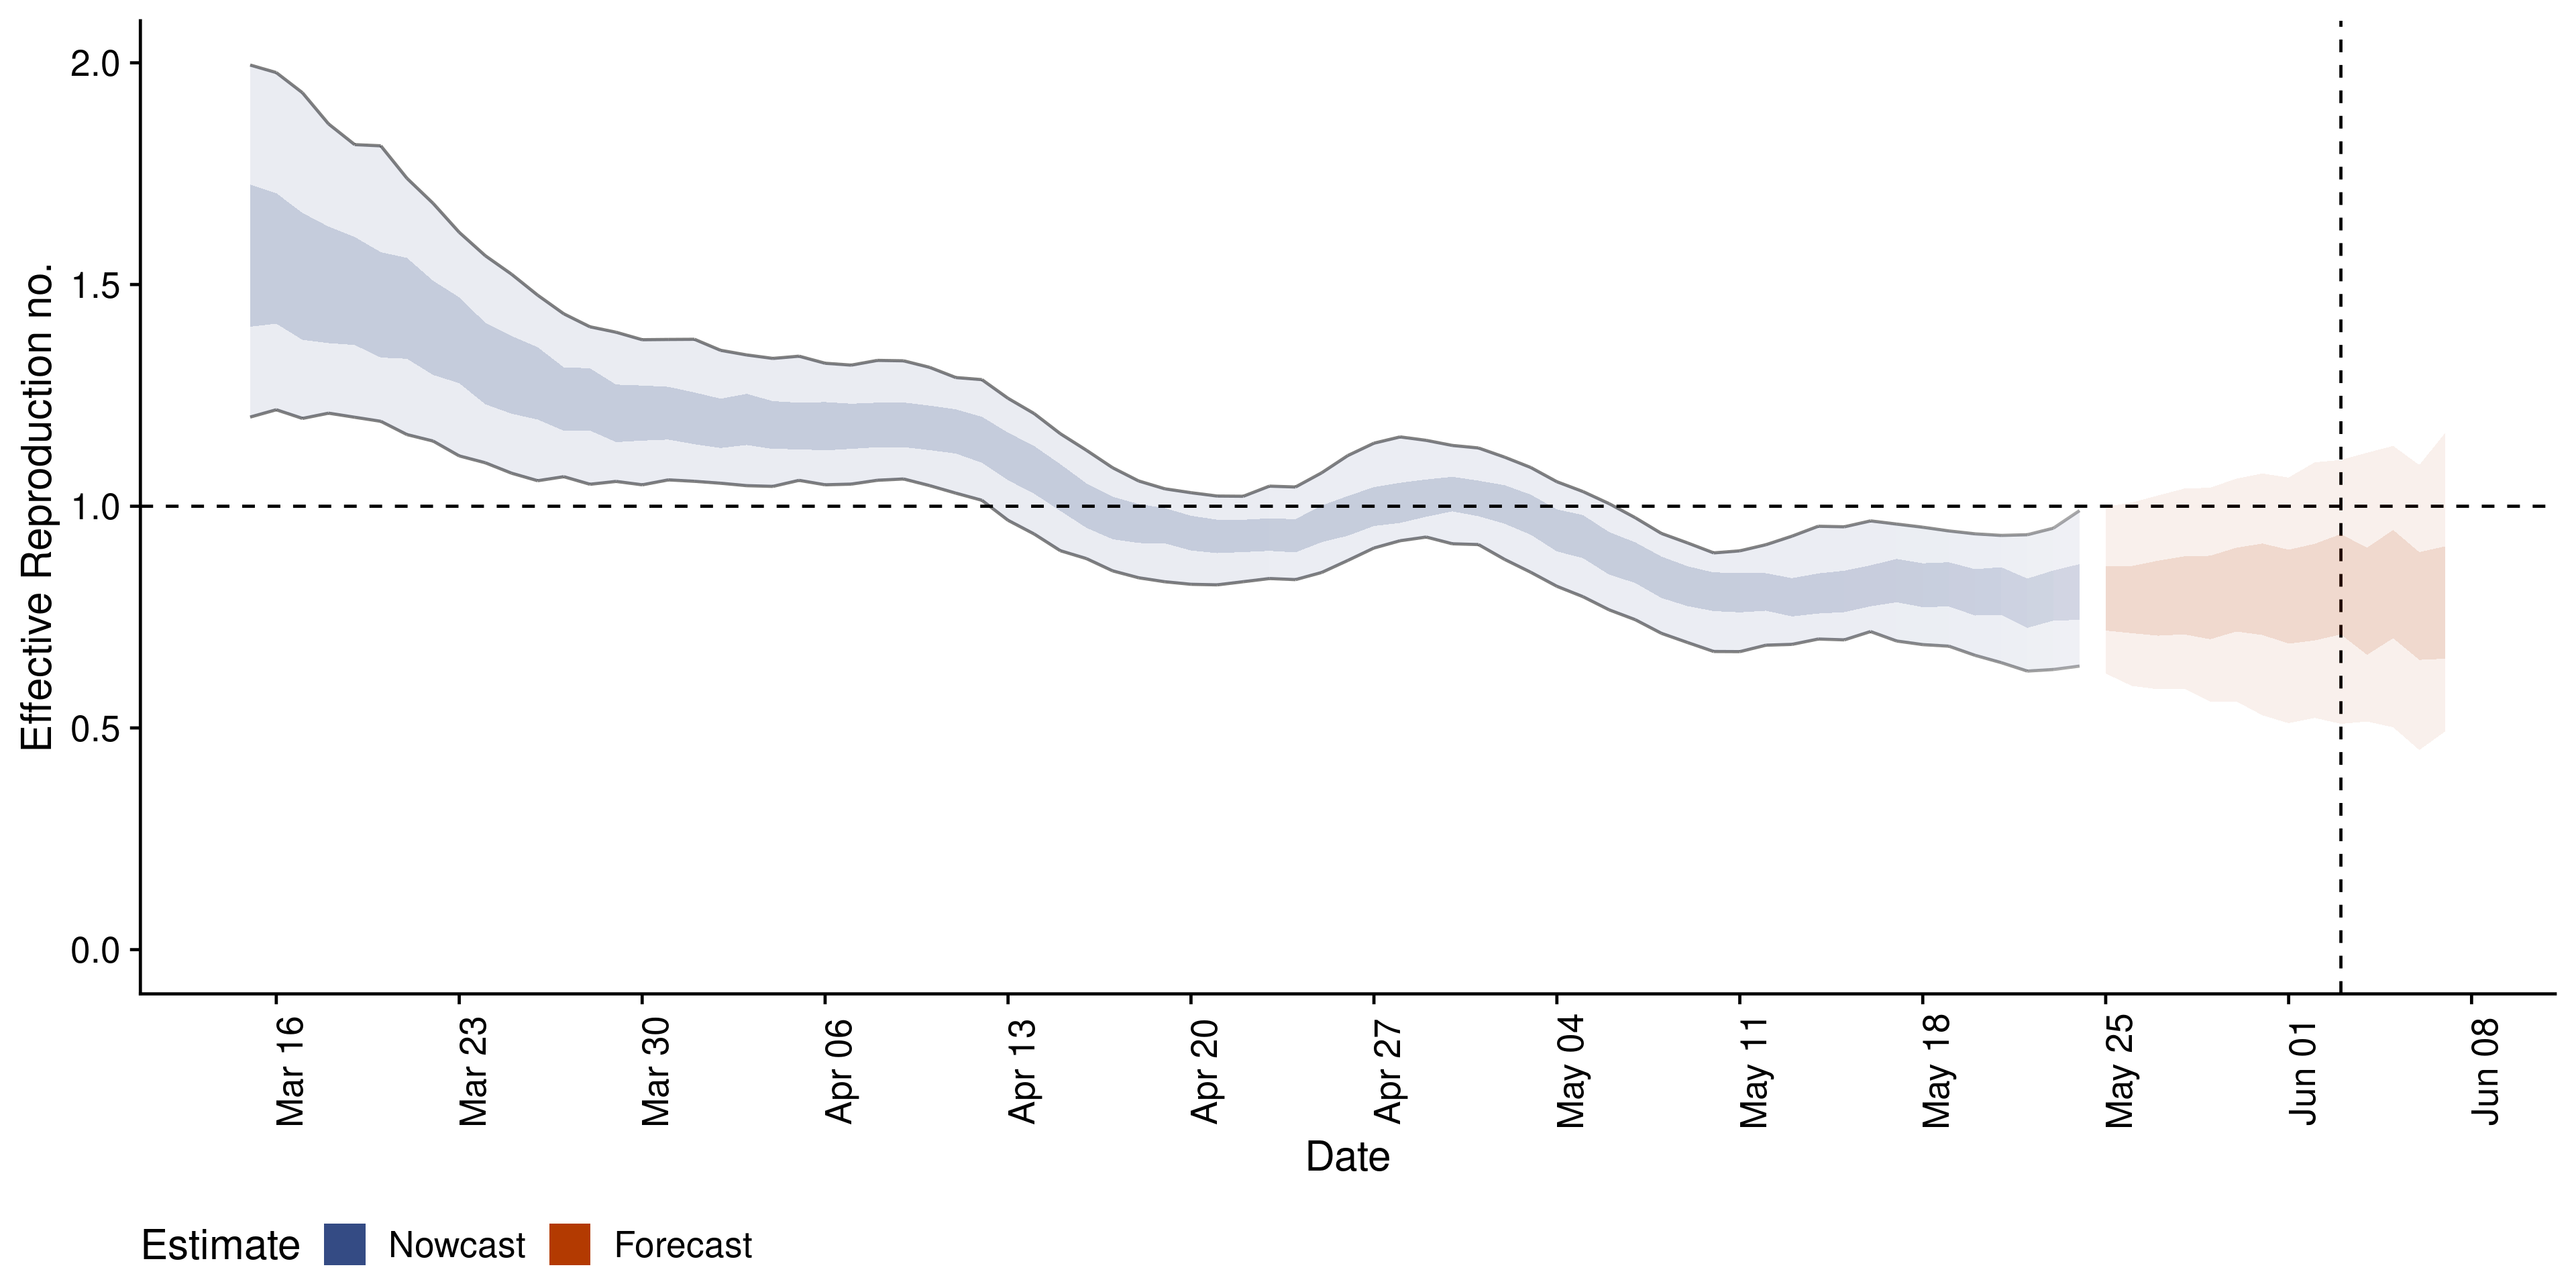 Effective Reproduction no.
2.0
1.5
1.0
0.5
0.0
Mar 16
Mar 23
Mar 30
Apr 06
Apr 13
Apr 20
Apr 27
May 04
May 11
May 18
May 25
Jun 01
Jun 08
Date
Estimate Nowcast Forecast